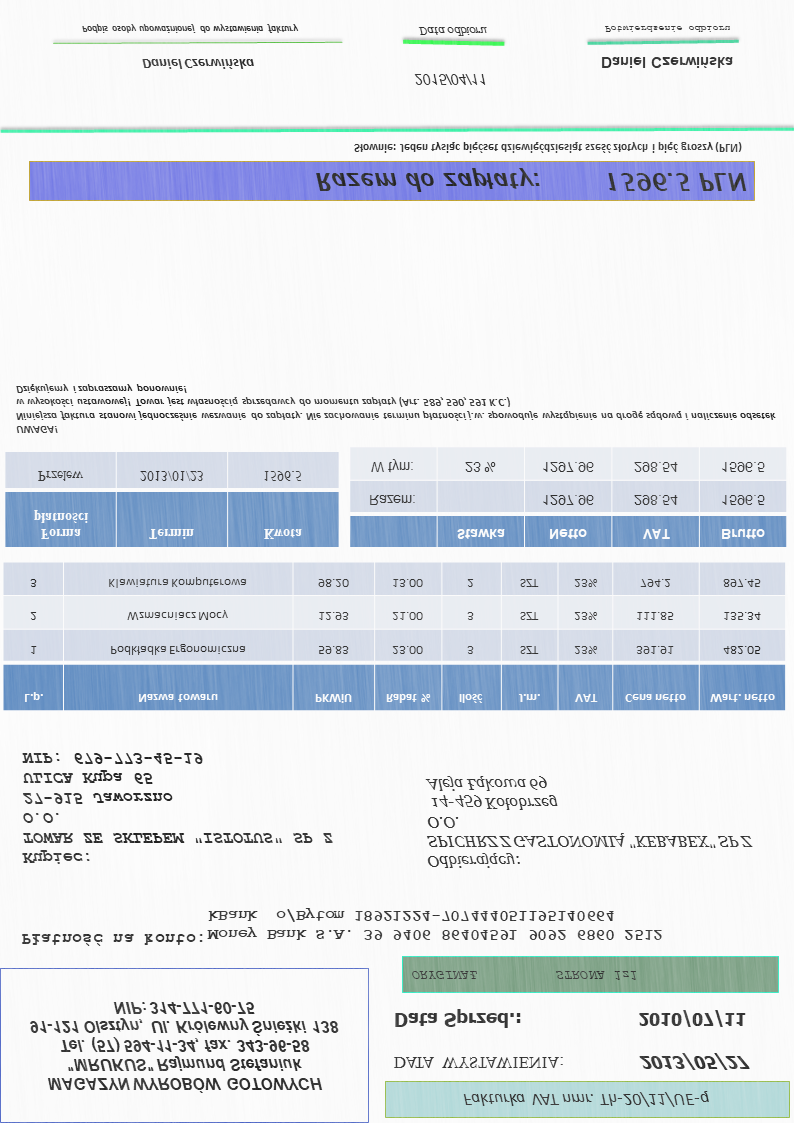 Fakturka VAT nmr. Th-20/11/UE-q
DATA WYSTAWIENIA: 2013/05/27
Data Sprzed.: 2010/07/11
ORYGINAŁ STRONA 1z1
MAGAZYN WYROBÓW GOTOWYCH
"MRUKUS" Rajmund Stefaniuk
Tel. (57) 594-11-34, fax. 343-96-58
91-121 Olsztyn, Ul. Królewny Śnieżki 138
NIP: 314-771-60-75
Płatność na konto: Money Bank S.A. 39 9406 86404591 9092 6860 2512
kBank o/Bytom 18921224-707444051195140664
Kupiec:
TOWAR ZE SKLEPEM "ISTOTUS" SP Z
O.O.
27-915 Jaworzno
ULICA Kupa 65
NIP: 679-773-45-19
Odbierający:
SPICHRZ Z GASTONOMIĄ "KEBABEX" SP Z
O.O.
14-459 Kołobrzeg
Aleja Łąkowa 69
L.p. Nazwa towaru PKWiU Rabat % Ilość J.m. VAT Cena netto Wart. netto
1 Podkładka Ergonomiczna 59.83 23.00 3 SZT 23% 391.91 482.05
2 Wzmacniacz Mocy 12.93 21.00 3 SZT 23% 111.85 135.34
3 Klawiatura Komputerowa 98.20 13.00 2 SZT 23% 794.2 897.45
Forma płatności Termin Kwota
Przelew 2013/01/23 1596.5
Stawka Netto VAT Brutto
Razem: 1297.96 298.54 1596.5
W tym: 23 % 1297.96 298.54 1596.5
UWAGA!
Niniejsza faktura stanowi jednocześnie wezwanie do zapłaty. Nie zachowanie terminu płatności j.w. spowoduje wystąpienie na drogę sądową i naliczenie odsetek
w wysokości ustawowej! Towar jest własnością sprzedawcy do momentu zapłaty (Art. 589, 590, 591 K.C.)
Dziękujemy i zapraszamy ponownie!
Razem do zapłaty: 1596.5 PLN
Słownie: Jeden tysiąc pięćset dziewięćdziesiąt sześć złotych i pięć groszy (PLN)
Daniel Czerwińska
Podpis osoby upoważnionej do wystawienia faktury
2015/04/11
Data odbioru
Daniel Czerwińska
Potwierdzenie odbioru